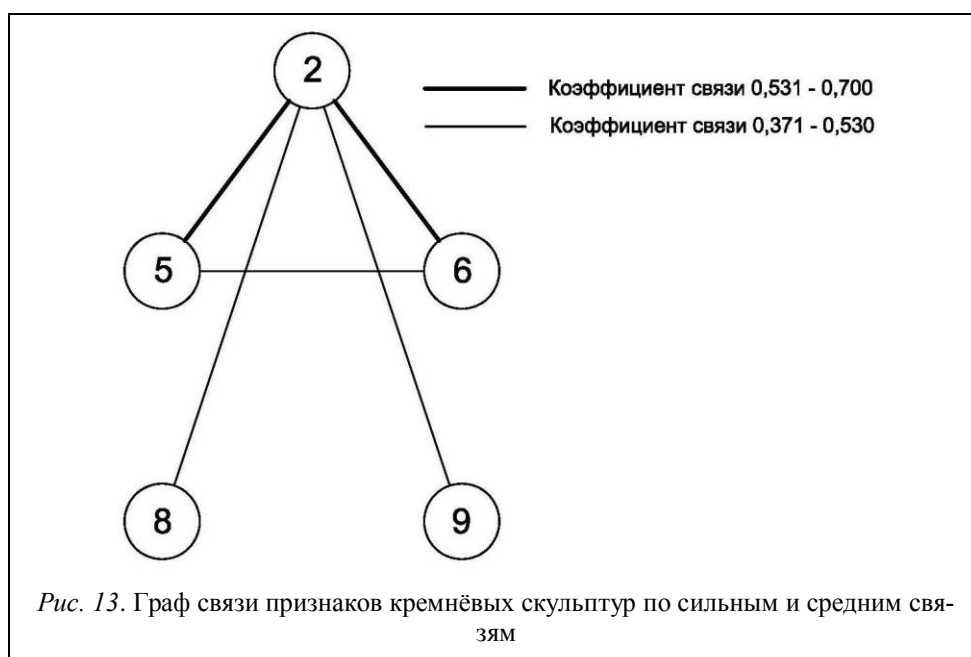 2
Коэффициент связи 0,531 - 0,700
Коэффициент связи 0,371 - 0,530
5
6
8
9
Рис. 13. Граф связи признаков кремнёвых скульптур по сильным и средним свя-
зям